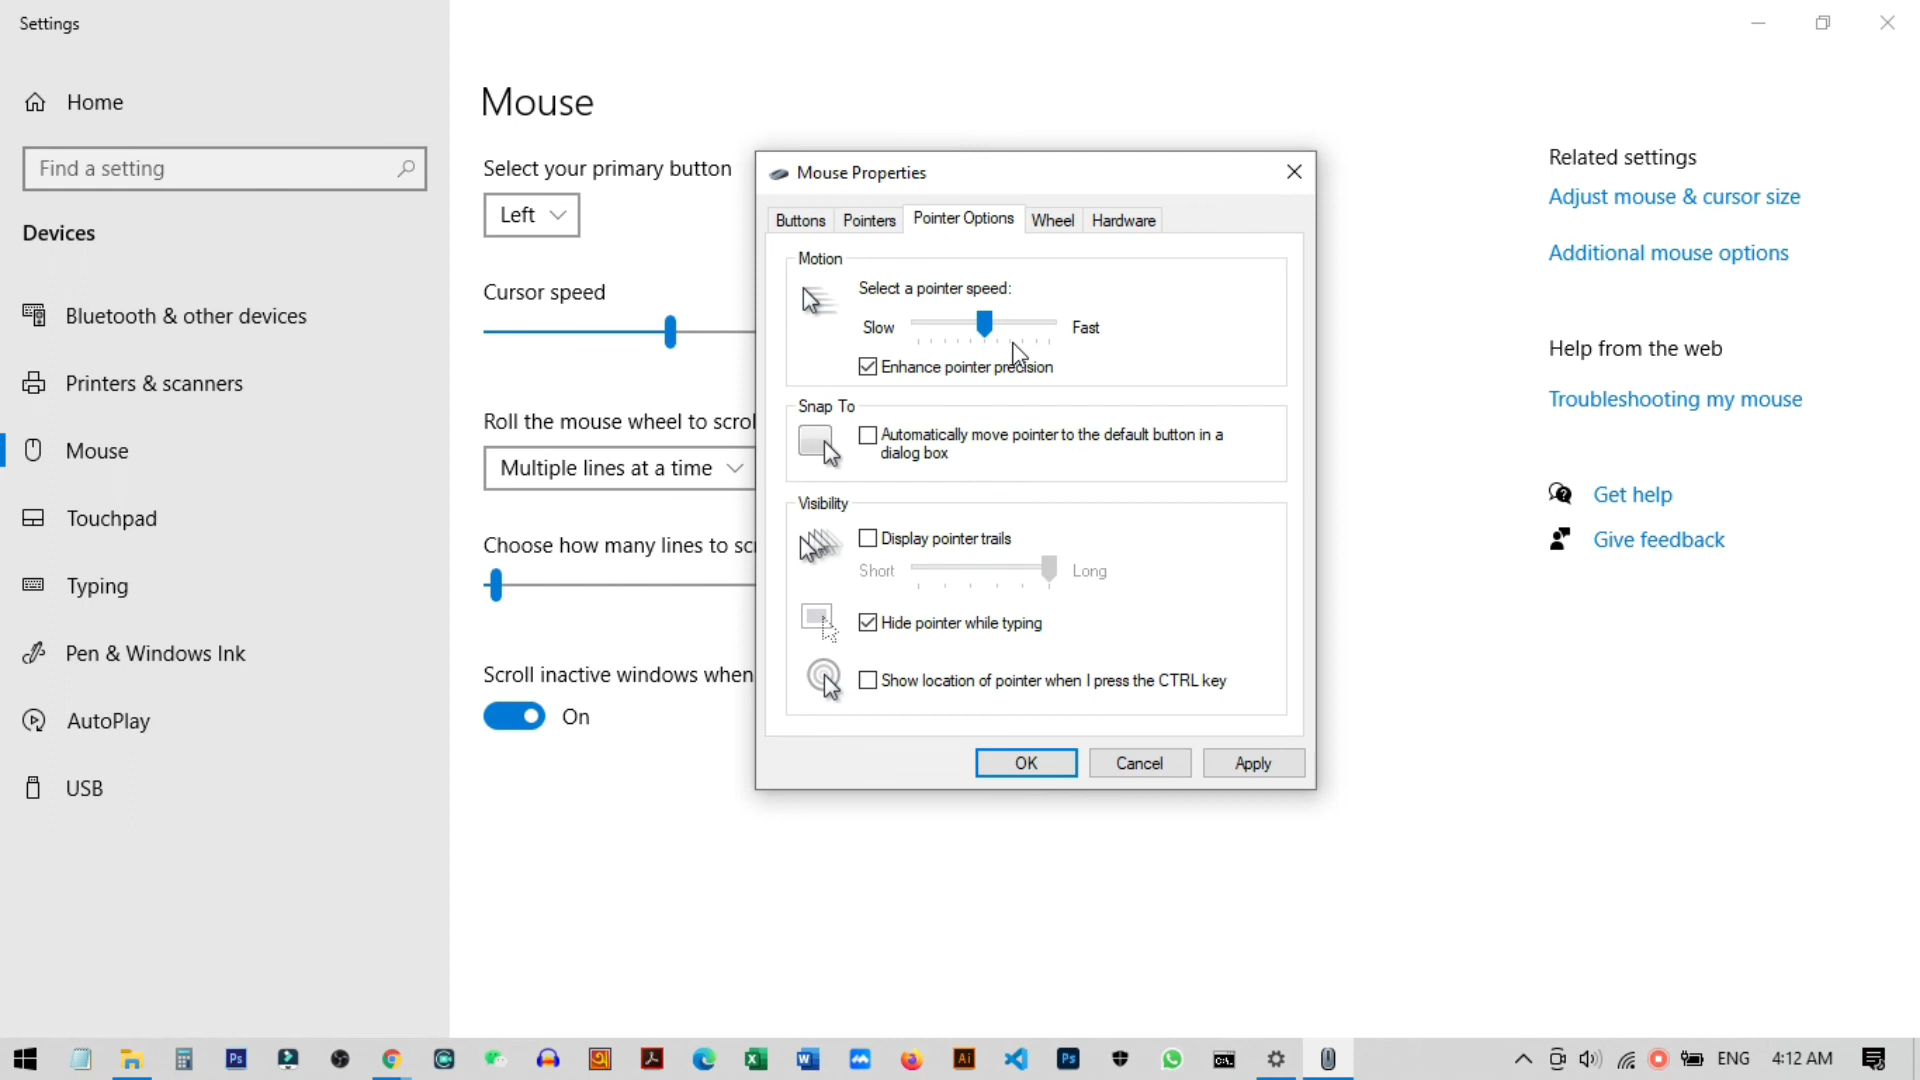 Settings
Home
Find a setting
Devices
Bluetooth & other devices
Printers & scanners
Mouse
Touchpad
Typing
Pen & Windows Ink
AutoPlay
USB
Mouse
Select your primary button
Left
Cursor speed
Roll the mouse wheel to scrol
Multiple lines at a time
Choose how many lines to sc
Scroll inactive windows when
On
Mouse Properties
Buttons
Pointers
Pointer Options
Wheel
Hardware
Motion
Select a pointer speed:
Slow
Fast
Enhance pointer precision
Snap To
Automatically move pointer to the default button in a
dialog box
Visibility
Display pointer trails
Short
Long
Hide pointer while typing
Show location of pointer when I press the CTRL key
OK
Cancel
Apply
Related settings
Adjust mouse & cursor size
Additional mouse options
Help from the web
Troubleshooting my mouse
Get help
Give feedback
Ps
Ai
Ps
ENG
4:12 AM